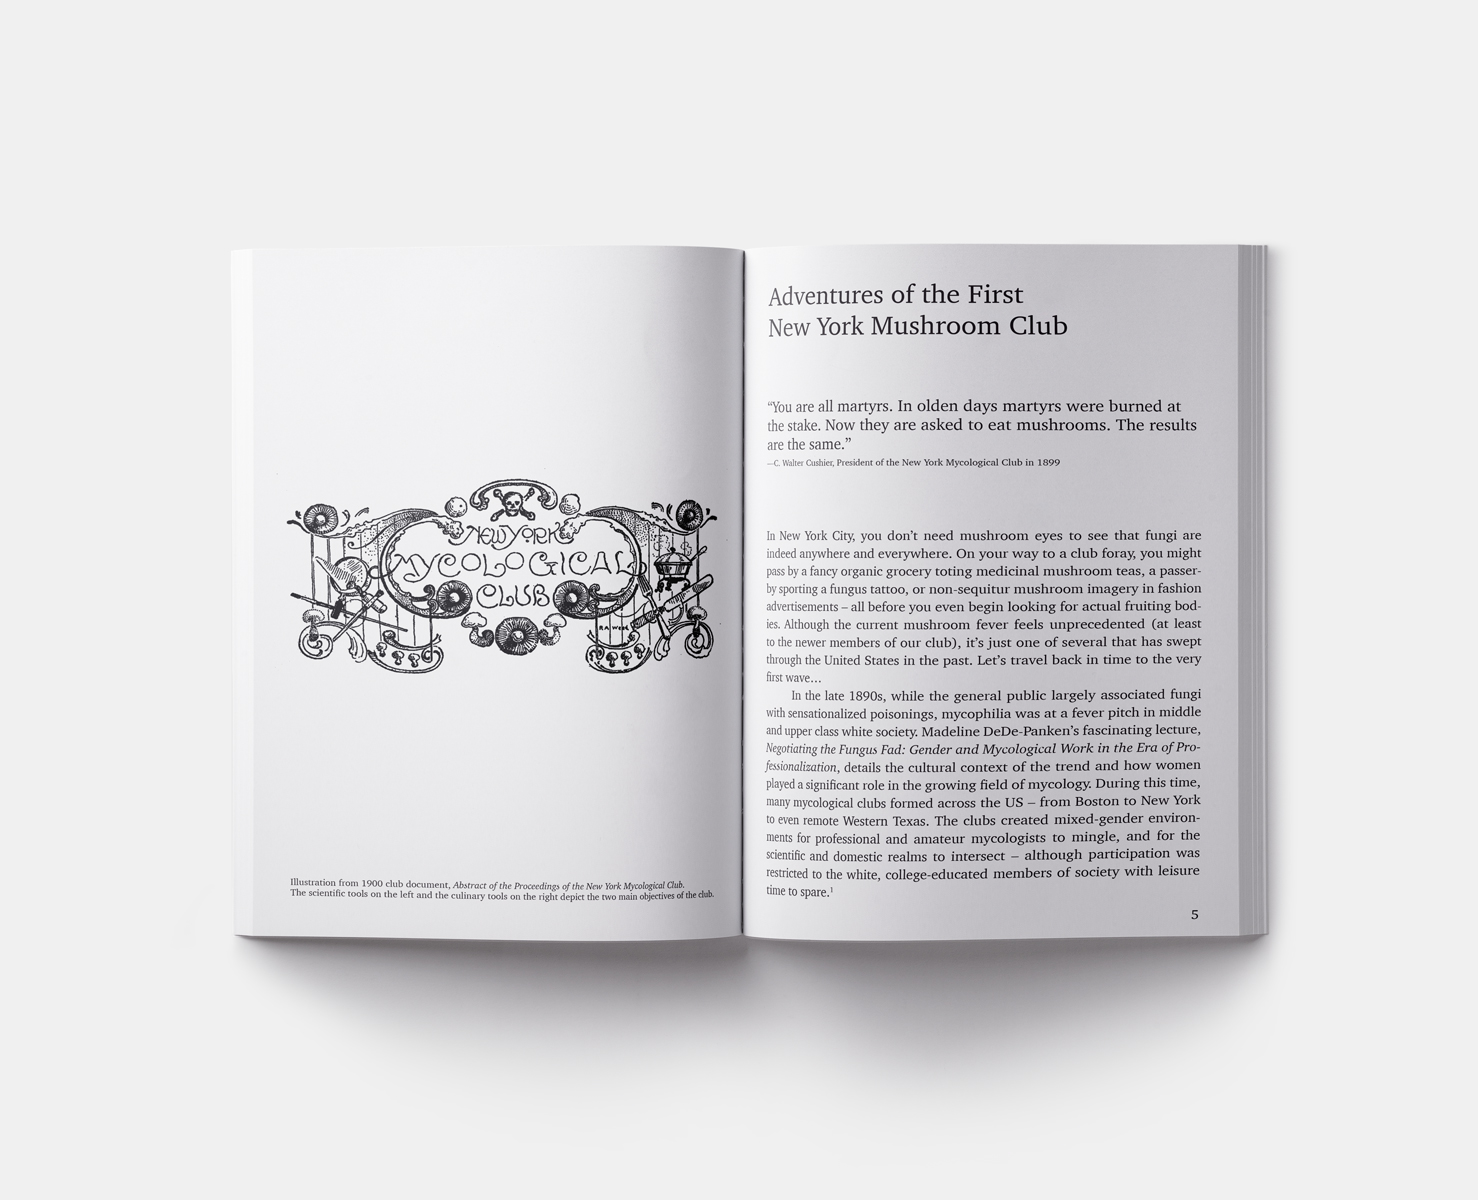 NEW YORK
MYCOLOGICAL
CLUB
Illustration from 1900 club document, Abstract of the Proceedings of the New York Mycological Club.
The scientific tools on the left and the culinary tools on the right depict the two main objectives of the club.
Adventures of the First
New York Mushroom Club
“You are all martyrs. In olden days martyrs were burned at
the stake. Now they are asked to eat mushrooms. The results
are the same.”
—C. Walter Cushier, President of the New York Mycological Club in 1899
In New York City, you don’t need mushroom eyes to see that fungi are
indeed anywhere and everywhere. On your way to a club foray, you might
pass by a fancy organic grocery toting medicinal mushroom teas, a passer-
by sporting a fungus tattoo, or non-sequitur mushroom imagery in fashion
advertisements – all before you even begin looking for actual fruiting bod-
ies. Although the current mushroom fever feels unprecedented (at least
to the newer members of our club), it’s just one of several that has swept
through the United States in the past. Let’s travel back in time to the very
first wave…
In the late 1890s, while the general public largely associated fungi
with sensationalized poisonings, mycophilia was at a fever pitch in middle
and upper class white society. Madeline DeDe-Panken’s fascinating lecture,
Negotiating the Fungus Fad: Gender and Mycological Work in the Era of Pro-
fessionalization, details the cultural context of the trend and how women
played a significant role in the growing field of mycology. During this time,
many mycological clubs formed across the US – from Boston to New York
to even remote Western Texas. The clubs created mixed-gender environ-
ments for professional and amateur mycologists to mingle, and for the
scientific and domestic realms to intersect – although participation was
restricted to the white, college-educated members of society with leisure
time to spare.¹
5